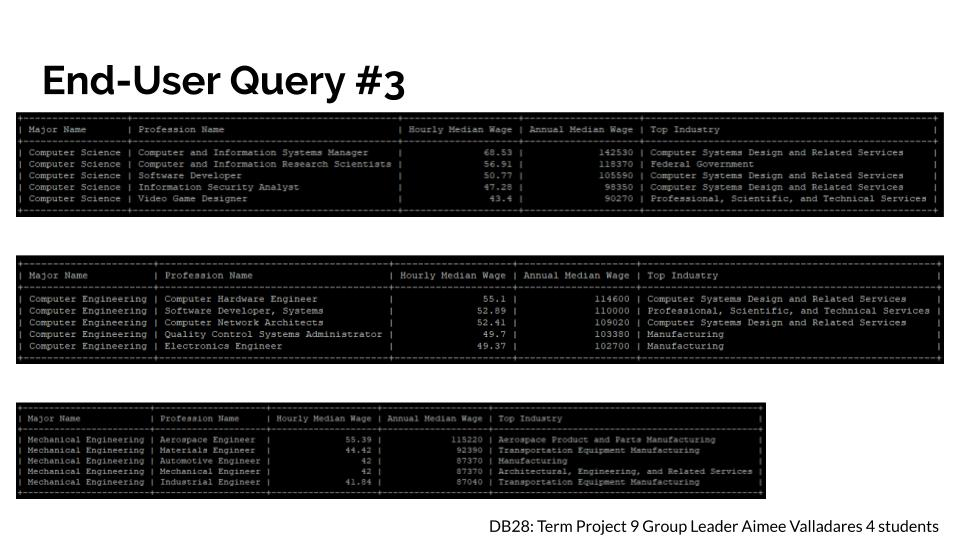 End-User Query #3
| Major Name | Profession Name | Hourly Median Wage | Annual Median Wage | Top Industry |
| Computer Science | Computer and Information Systems Manager | 68.53 | 142530 | Computer Systems Design and Related Services |
| Computer Science | Computer and Information Research Scientists | 56.91 | 118370 | Federal Government |
| Computer Science | Software Developer | 50.77 | 105590 | Computer Systems Design and Related Services |
| Computer Science | Information Security Analyst | 47.28 | 98350 | Computer Systems Design and Related Services |
| Computer Science | Video Game Designer | 43.4 | 90270 | Professional, Scientific, and Technical Services |
| Major Name | Profession Name | Hourly Median Wage | Annual Median Wage | Top Industry |
| Computer Engineering | Computer Hardware Engineer | 55.1 | 114600 | Computer Systems Design and Related Services |
| Computer Engineering | Software Developer, Systems | 52.89 | 110000 | Professional, Scientific, and Technical Services |
| Computer Engineering | Computer Network Architects | 52.41 | 109020 | Computer Systems Design and Related Services |
| Computer Engineering | Quality Control Systems Administrator | 49.7 | 103380 | Manufacturing |
| Computer Engineering | Electronics Engineer | 49.37 | 102700 | Manufacturing |
| Major Name | Profession Name | Hourly Median Wage | Annual Median Wage | Top Industry |
| Mechanical Engineering | Aerospace Engineer | 55.39 | 115220 | Aerospace Product and Parts Manufacturing |
| Mechanical Engineering | Materials Engineer | 44.42 | 92390 | Transportation Equipment Manufacturing |
| Mechanical Engineering | Automotive Engineer | 42 | 87370 | Manufacturing |
| Mechanical Engineering | Mechanical Engineer | 42 | 87370 | Architectural, Engineering, and Related Services |
| Mechanical Engineering | Industrial Engineer | 41.84 | 87040 | Transportation Equipment Manufacturing |
DB28: Term Project 9 Group Leader Aimee Valladares 4 students